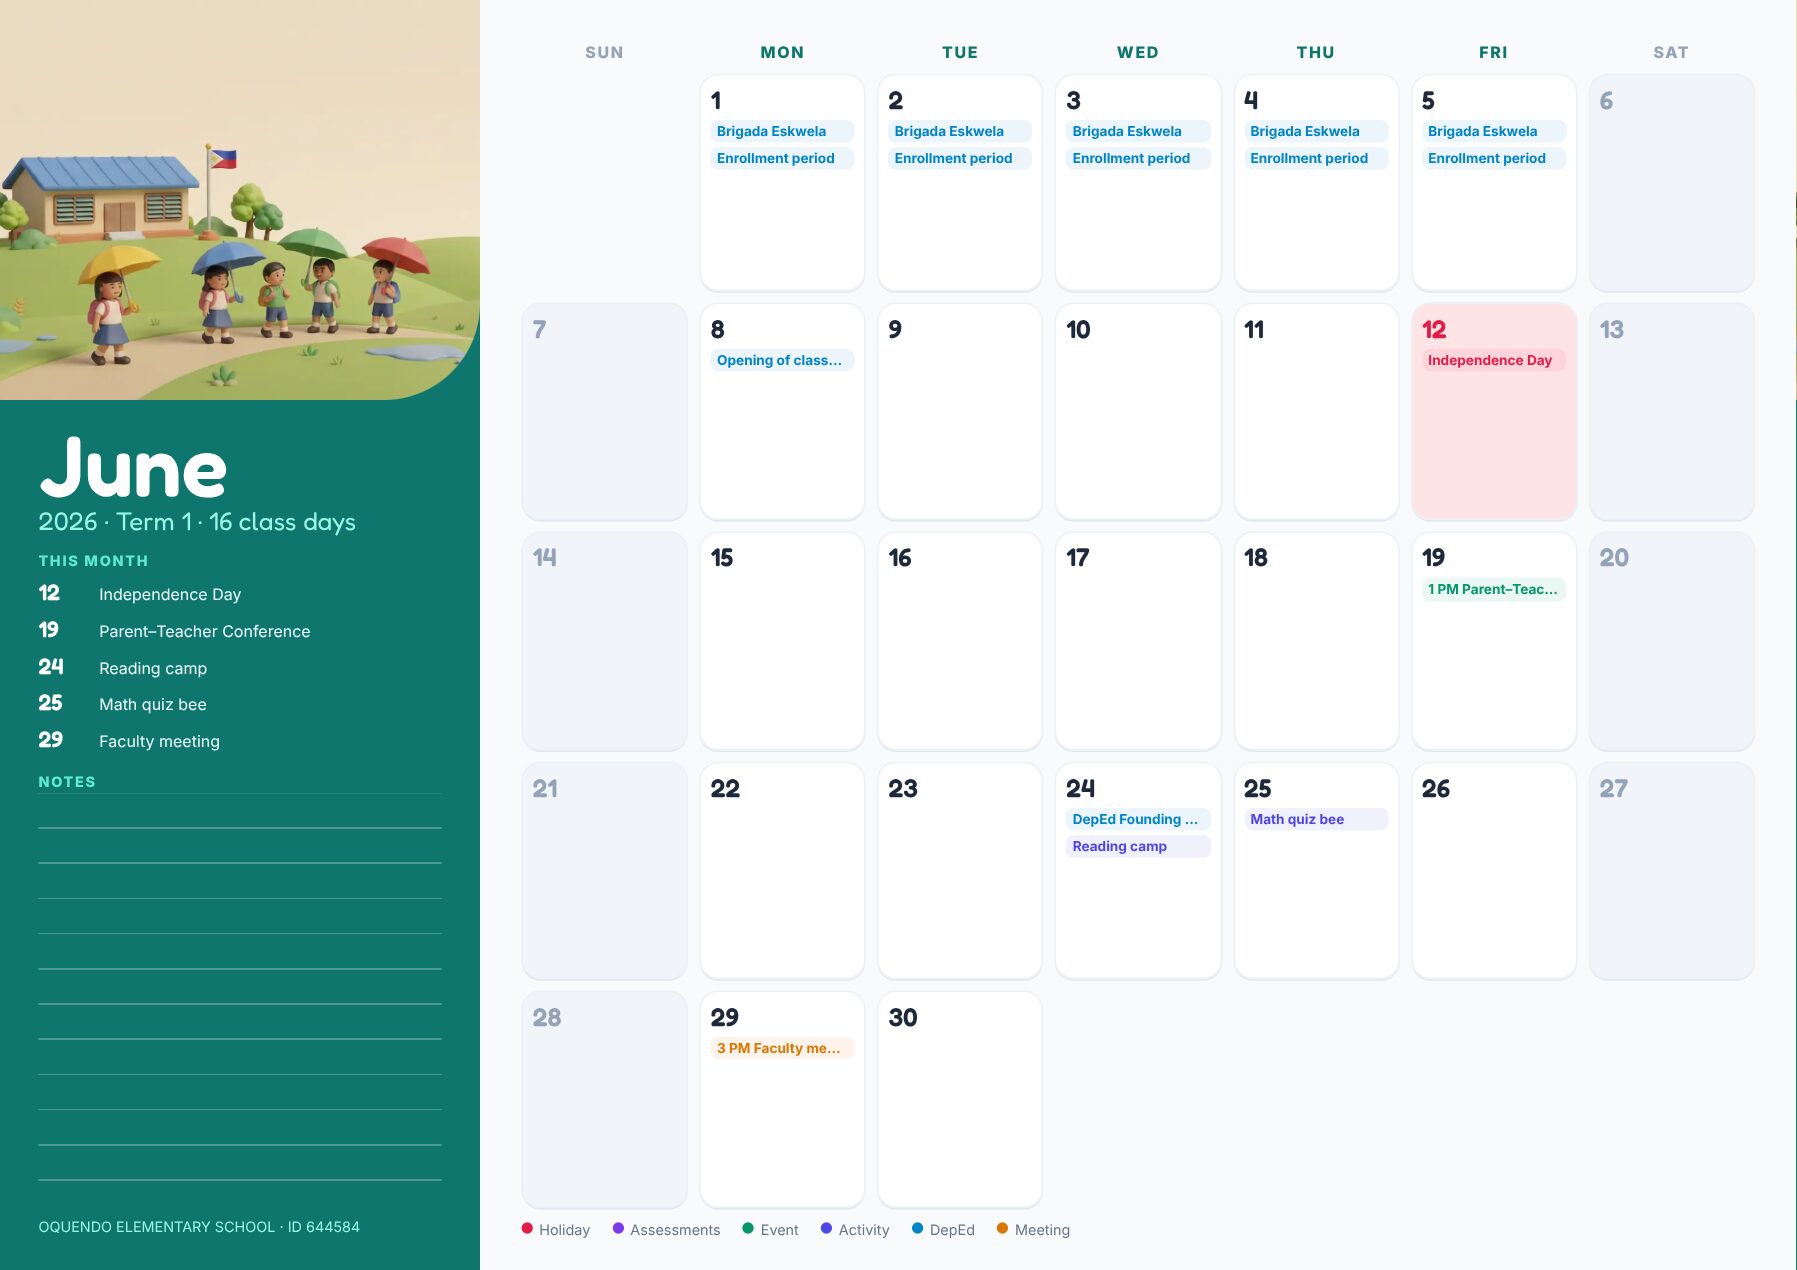 June
2026 · Term 1 · 16 class days
THIS MONTH
12 Independence Day
19 Parent–Teacher Conference
24 Reading camp
25 Math quiz bee
29 Faculty meeting
NOTES
OQUENDO ELEMENTARY SCHOOL · ID 644584
SUN MON TUE WED THU FRI SAT
1 2 3 4 5 6
Brigada Eskwela Brigada Eskwela Brigada Eskwela Brigada Eskwela Brigada Eskwela
Enrollment period Enrollment period Enrollment period Enrollment period Enrollment period
7 8 9 10 11 12 13
Opening of class... Independence Day
14 15 16 17 18 19 20
1 PM Parent–Teac...
21 22 23 24 25 26 27
DepEd Founding ... Math quiz bee
Reading camp
28 29 30
3 PM Faculty me...
Holiday Assessments Event Activity DepEd Meeting